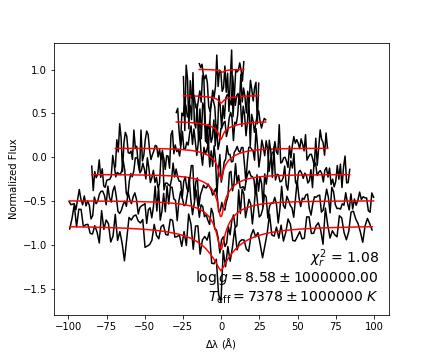 1.0
0.5
0.0
−0.5
−1.0
−1.5
Normalized Flux
χ²ᵣ = 1.08
log g = 8.58 ± 1000000.00
T_eff = 7378 ± 1000000 K
−100 −75 −50 −25 0 25 50 75 100
Δλ (Å)